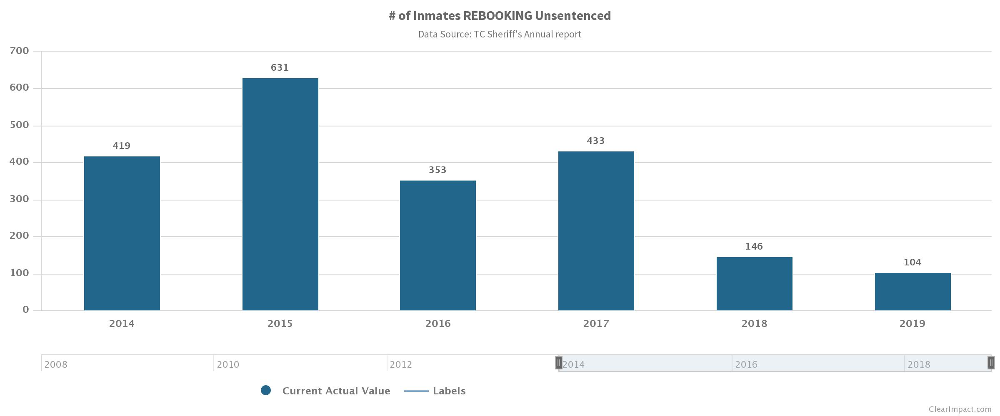 # of Inmates REBOOKING Unsentenced
Data Source: TC Sheriff's Annual report
700
600
500
400
300
200
100
0
419
631
353
433
146
104
2014 2015 2016 2017 2018 2019
2008 2010 2012 2014 2016 2018
Current Actual Value Labels
ClearImpact.com